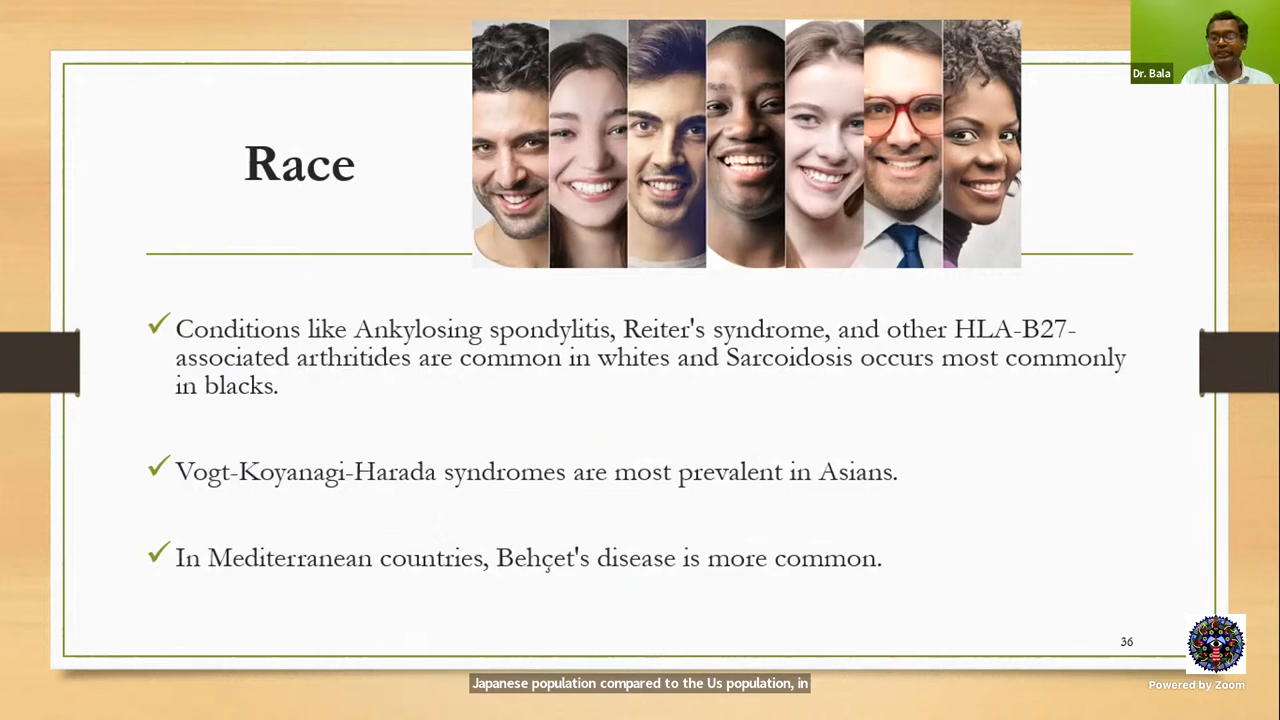 Dr. Bala
Race
Conditions like Ankylosing spondylitis, Reiter's syndrome, and other HLA-B27-
associated arthritides are common in whites and Sarcoidosis occurs most commonly
in blacks.
Vogt-Koyanagi-Harada syndromes are most prevalent in Asians.
In Mediterranean countries, Behçet's disease is more common.
36
Japanese population compared to the Us population, in
Powered by Zoom